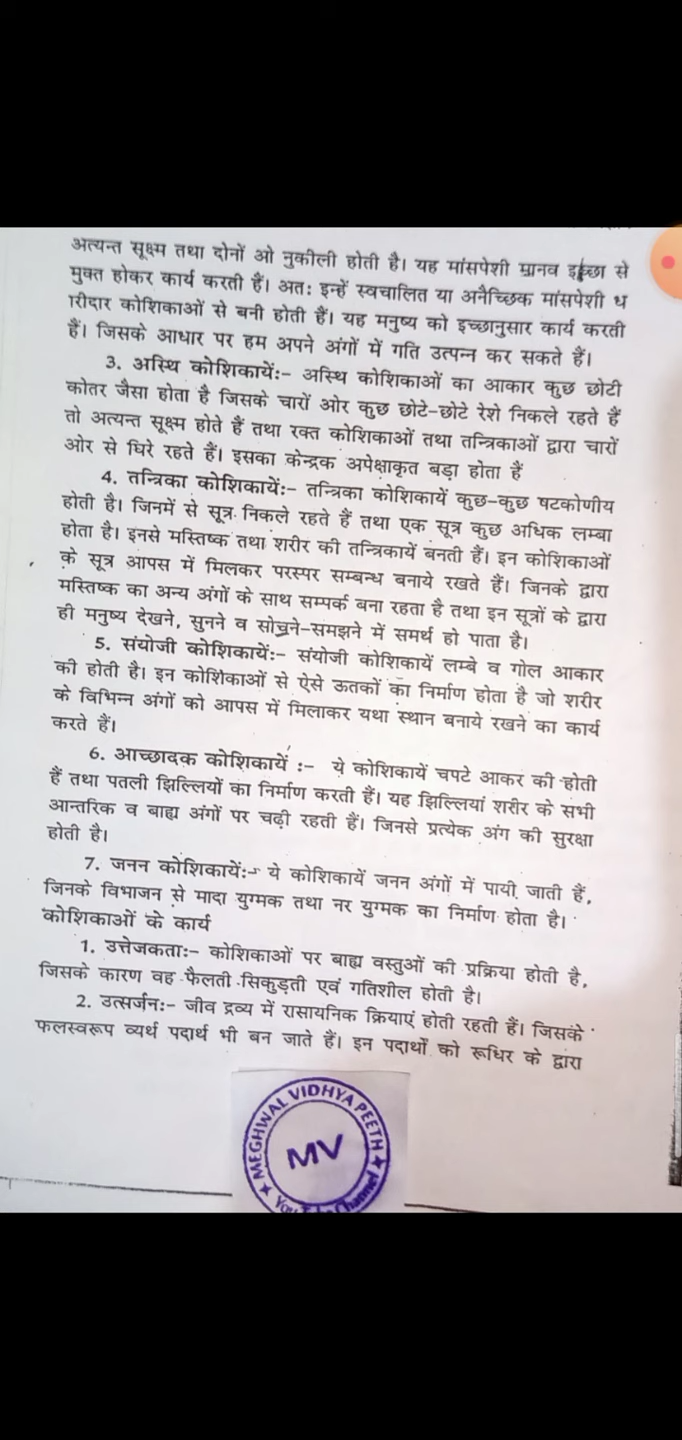 अत्यन्त सूक्ष्म तथा दोनों ओ नुकीली होती है। यह मांसपेशी मानव इच्छा से
मुक्त होकर कार्य करती हैं। अतः इन्हें स्वचालित या अनैच्छिक मांसपेशी ध
ारीदार कोशिकाओं से बनी होती हैं। यह मनुष्य को इच्छानुसार कार्य करती
हैं। जिसके आधार पर हम अपने अंगों में गति उत्पन्न कर सकते हैं।
3. अस्थि कोशिकायेंः- अस्थि कोशिकाओं का आकार कुछ छोटी
कोतर जैसा होता है जिसके चारों ओर कुछ छोटे-छोटे रेशे निकले रहते हैं
तो अत्यन्त सूक्ष्म होते हैं तथा रक्त कोशिकाओं तथा तन्त्रिकाओं द्वारा चारों
ओर से घिरे रहते हैं। इसका केन्द्रक अपेक्षाकृत बड़ा होता हैं
4. तन्त्रिका कोशिकायेंः- तन्त्रिका कोशिकायें कुछ-कुछ षटकोणीय
होती है। जिनमें से सूत्र निकले रहते हैं तथा एक सूत्र कुछ अधिक लम्बा
होता है। इनसे मस्तिष्क तथा शरीर की तन्त्रिकायें बनती हैं। इन कोशिकाओं
के सूत्र आपस में मिलकर परस्पर सम्बन्ध बनाये रखते हैं। जिनके द्वारा
मस्तिष्क का अन्य अंगों के साथ सम्पर्क बना रहता है तथा इन सूत्रों के द्वारा
ही मनुष्य देखने, सुनने व सोचने-समझने में समर्थ हो पाता है।
5. संयोजी कोशिकायेंः- संयोजी कोशिकायें लम्बे व गोल आकार
की होती है। इन कोशिकाओं से ऐसे ऊतकों का निर्माण होता है जो शरीर
के विभिन्न अंगों को आपस में मिलाकर यथा स्थान बनाये रखने का कार्य
करते हैं।
6. आच्छादक कोशिकायें :- ये कोशिकायें चपटे आकर की होती
हैं तथा पतली झिल्लियों का निर्माण करती हैं। यह झिल्लियां शरीर के सभी
आन्तरिक व बाह्य अंगों पर चढ़ी रहती हैं। जिनसे प्रत्येक अंग की सुरक्षा
होती है।
7. जनन कोशिकायेंः- ये कोशिकायें जनन अंगों में पायी जाती हैं,
जिनके विभाजन से मादा युग्मक तथा नर युग्मक का निर्माण होता है।
कोशिकाओं के कार्य
1. उत्तेजकताः- कोशिकाओं पर बाह्य वस्तुओं की प्रक्रिया होती है,
जिसके कारण वह फैलती सिकुड़ती एवं गतिशील होती है।
2. उत्सर्जनः- जीव द्रव्य में रासायनिक क्रियाएं होती रहती हैं। जिसके
फलस्वरूप व्यर्थ पदार्थ भी बन जाते हैं। इन पदार्थों को रूधिर के द्वारा
MEGHWAL VIDHYA PEETH
MV
You Tube Channel